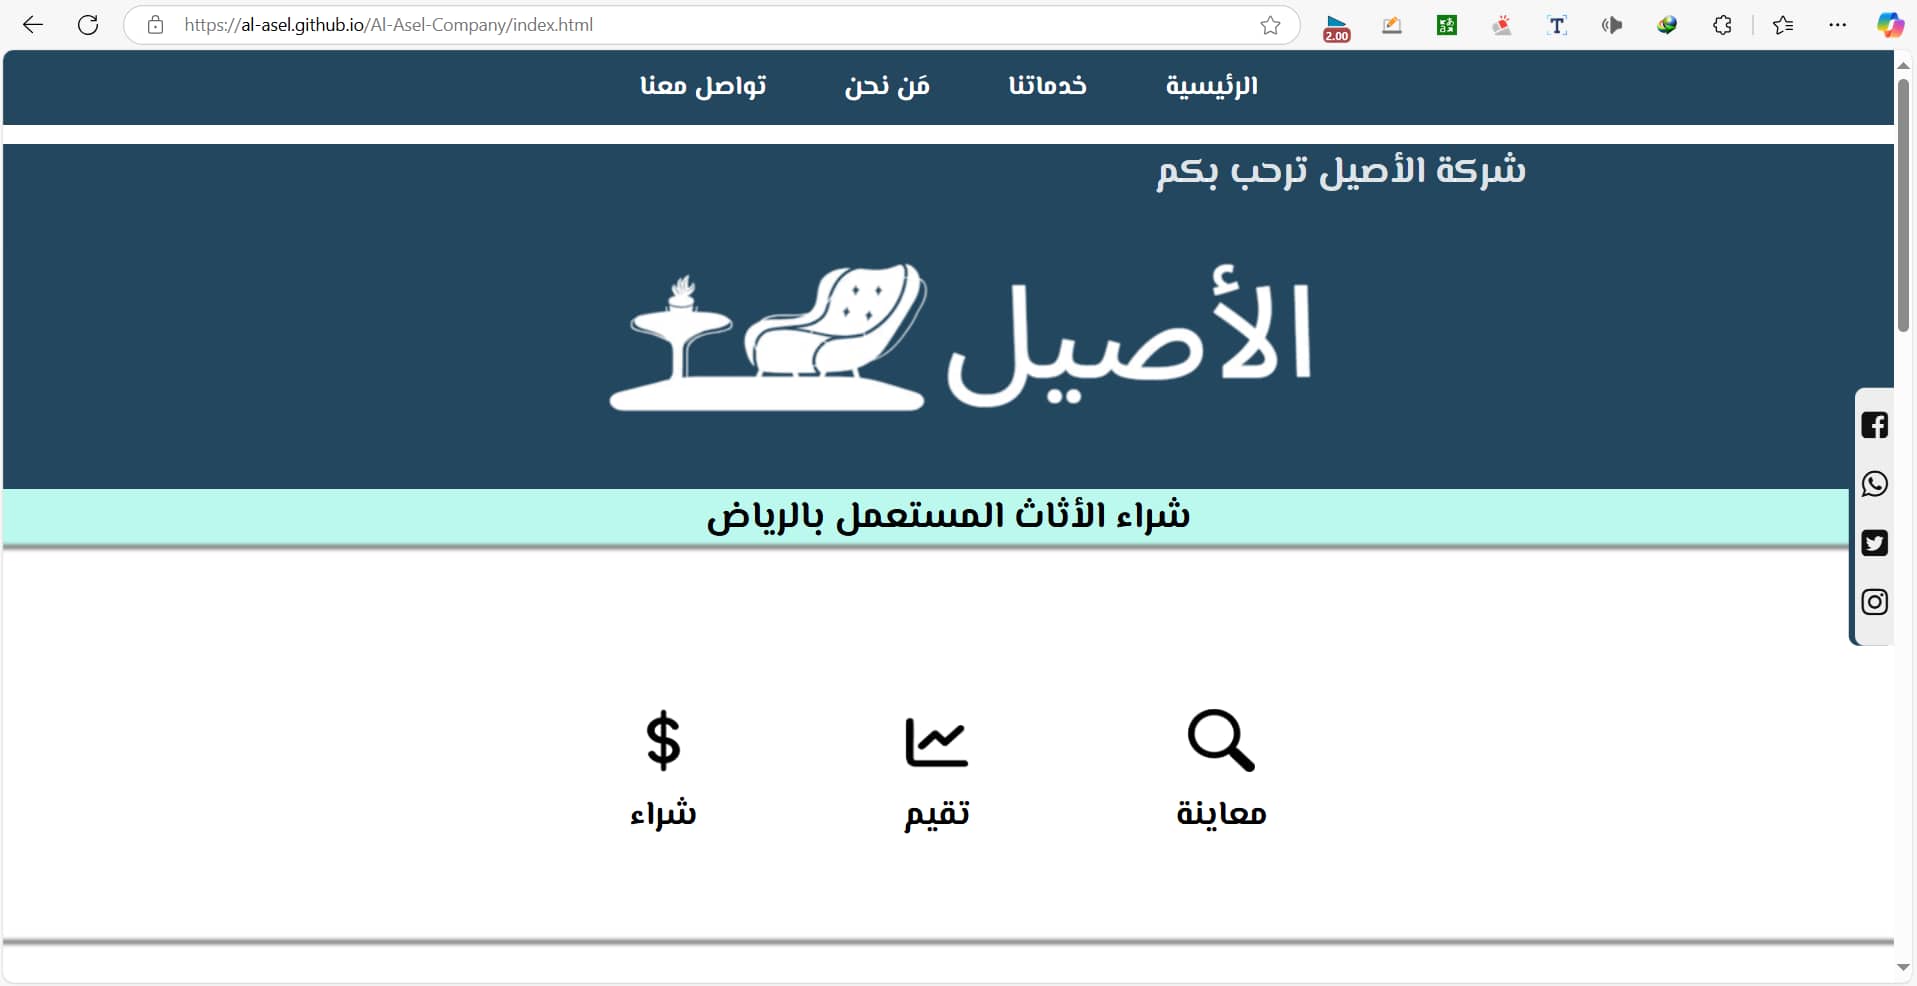 https://al-asel.github.io/Al-Asel-Company/index.html
2.00
الرئيسية خدماتنا مَن نحن تواصل معنا
شركة الأصيل ترحب بكم
الأصيل
شراء الأثاث المستعمل بالرياض
معاينة تقيم شراء